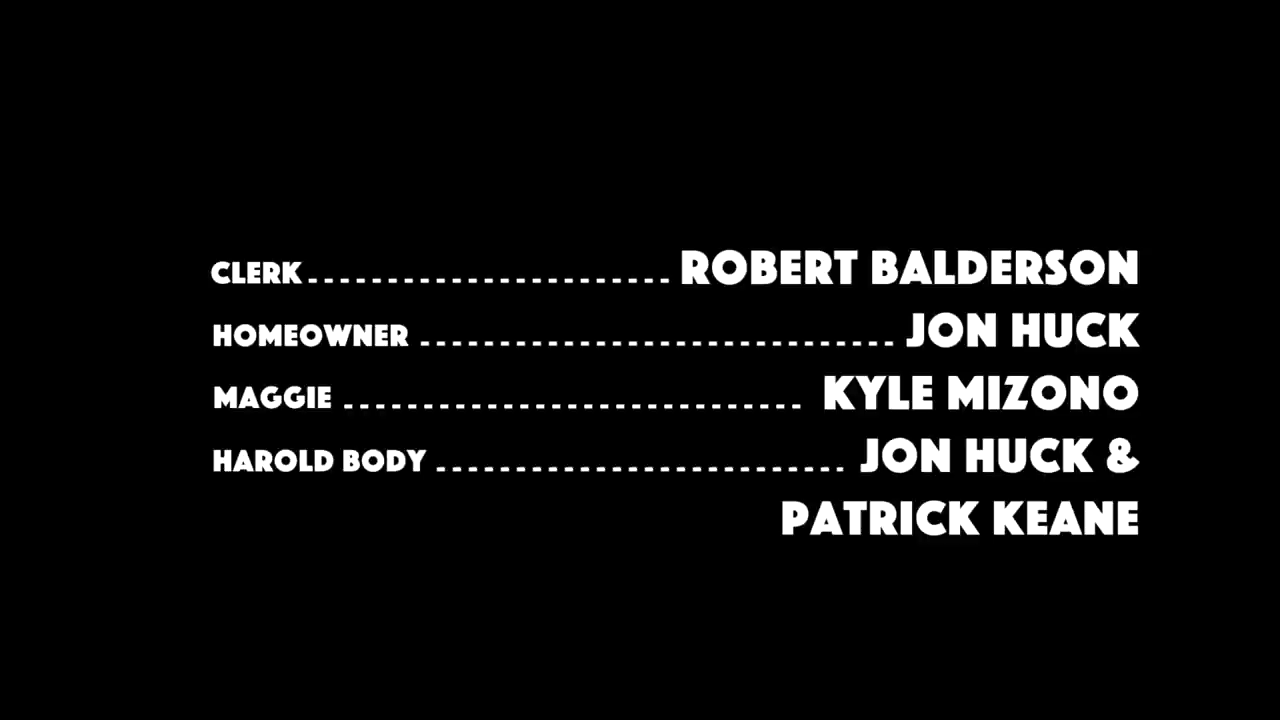 CLERK ROBERT BALDERSON
HOMEOWNER JON HUCK
MAGGIE KYLE MIZONO
HAROLD BODY JON HUCK &
PATRICK KEANE